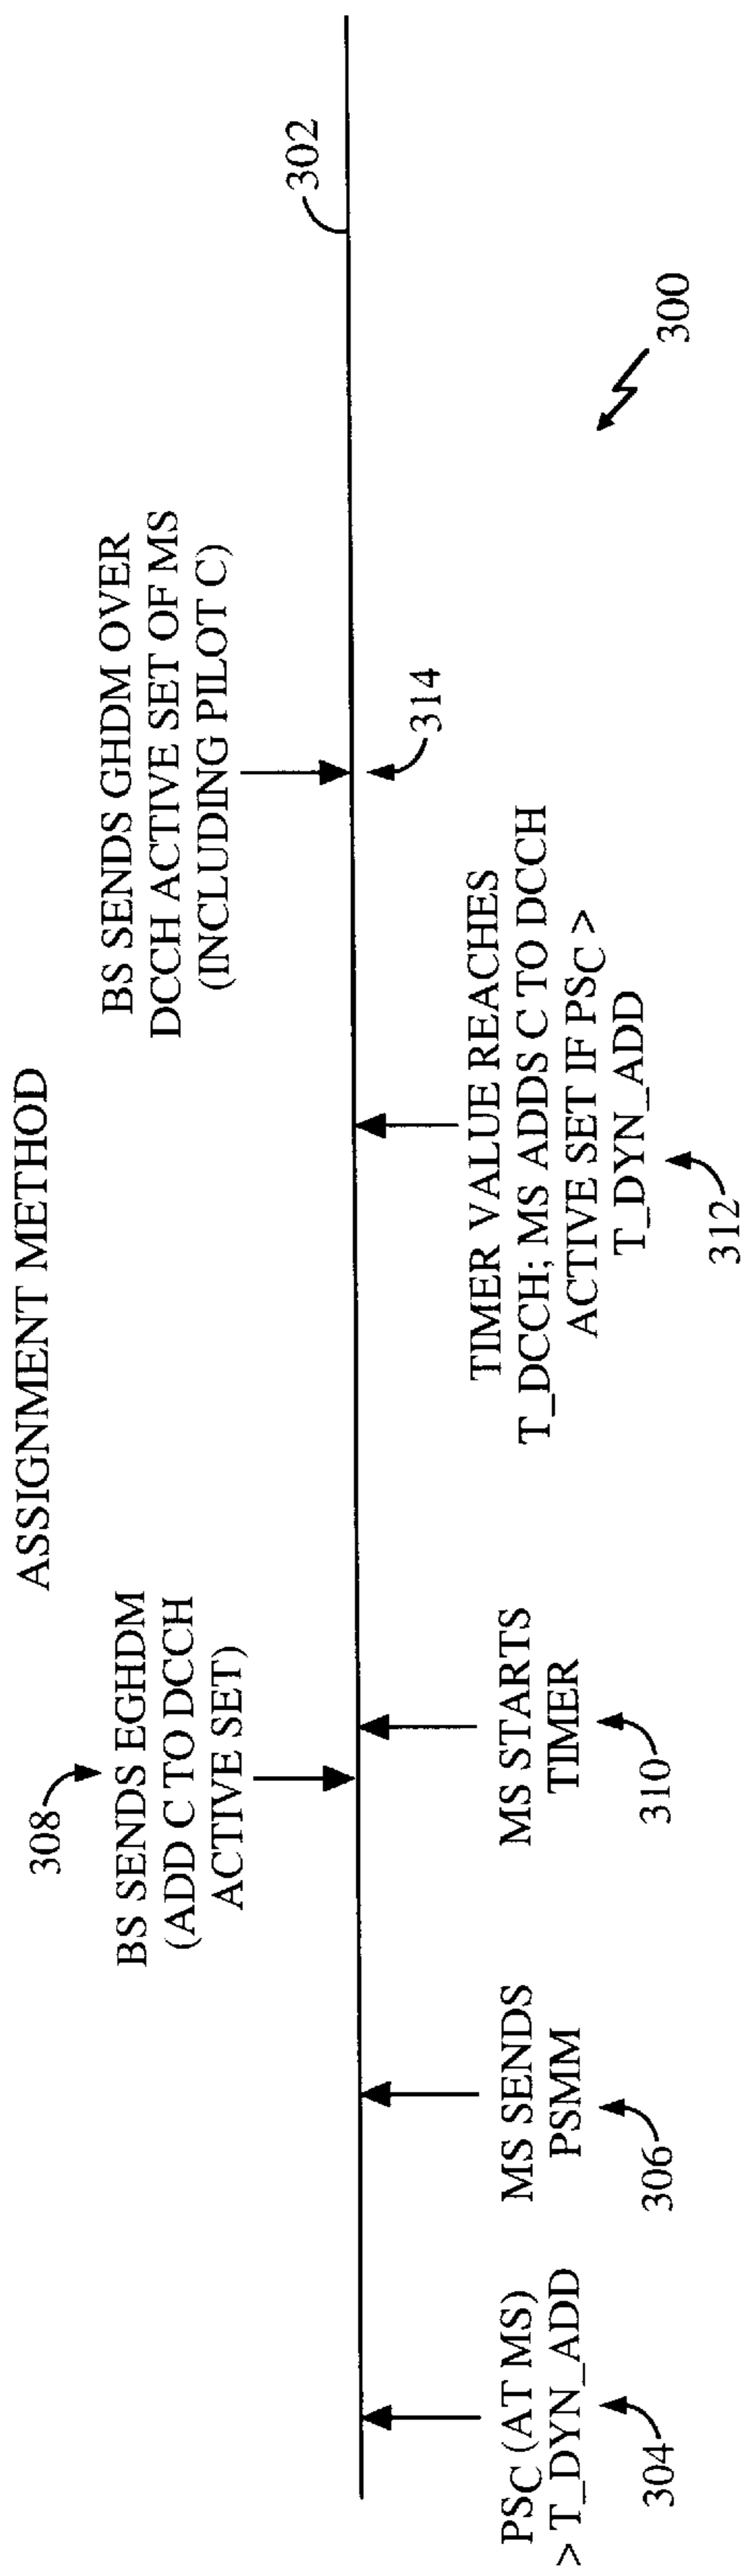 ASSIGNMENT METHOD
308
BS SENDS EGHDM
(ADD C TO DCCH
ACTIVE SET)
BS SENDS GHDM OVER
DCCH ACTIVE SET OF MS
(INCLUDING PILOT C)
302
314
PSC (AT MS)
> T_DYN_ADD
304
MS SENDS
PSMM
306
MS STARTS
TIMER
310
TIMER VALUE REACHES
T_DCCH; MS ADDS C TO DCCH
ACTIVE SET IF PSC >
T_DYN_ADD
312
300